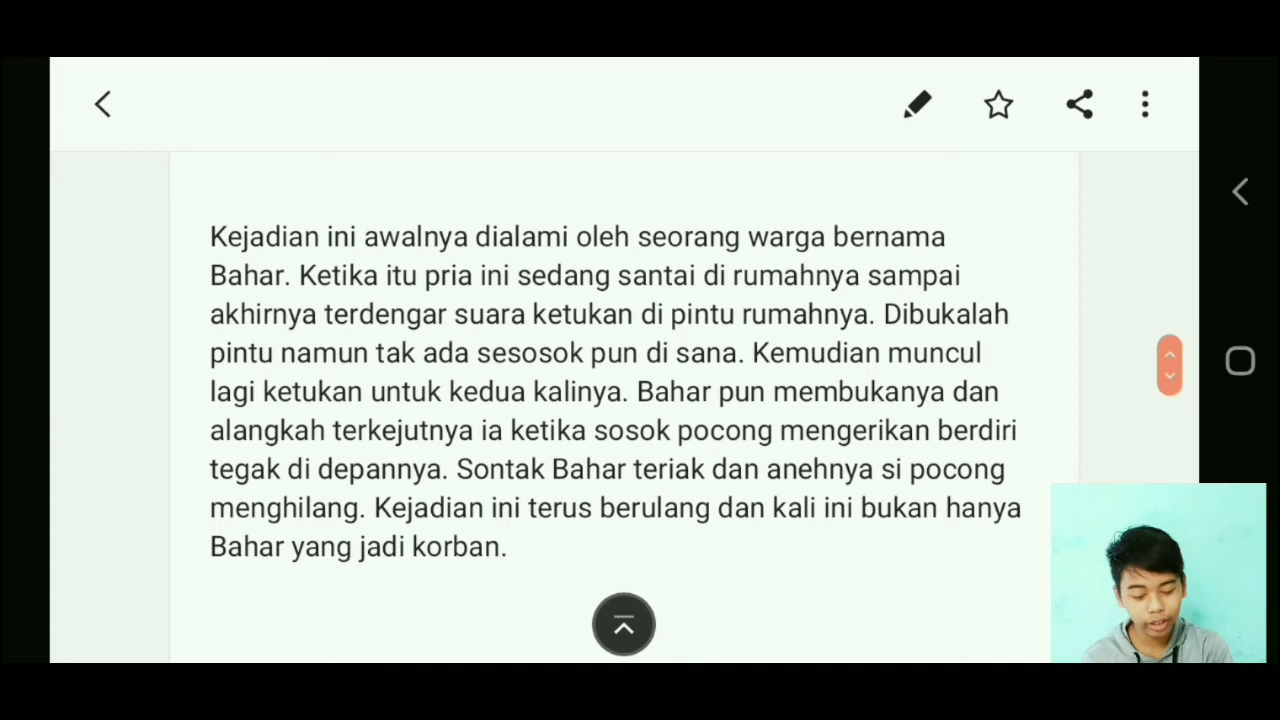 Kejadian ini awalnya dialami oleh seorang warga bernama
Bahar. Ketika itu pria ini sedang santai di rumahnya sampai
akhirnya terdengar suara ketukan di pintu rumahnya. Dibukalah
pintu namun tak ada sesosok pun di sana. Kemudian muncul
lagi ketukan untuk kedua kalinya. Bahar pun membukanya dan
alangkah terkejutnya ia ketika sosok pocong mengerikan berdiri
tegak di depannya. Sontak Bahar teriak dan anehnya si pocong
menghilang. Kejadian ini terus berulang dan kali ini bukan hanya
Bahar yang jadi korban.